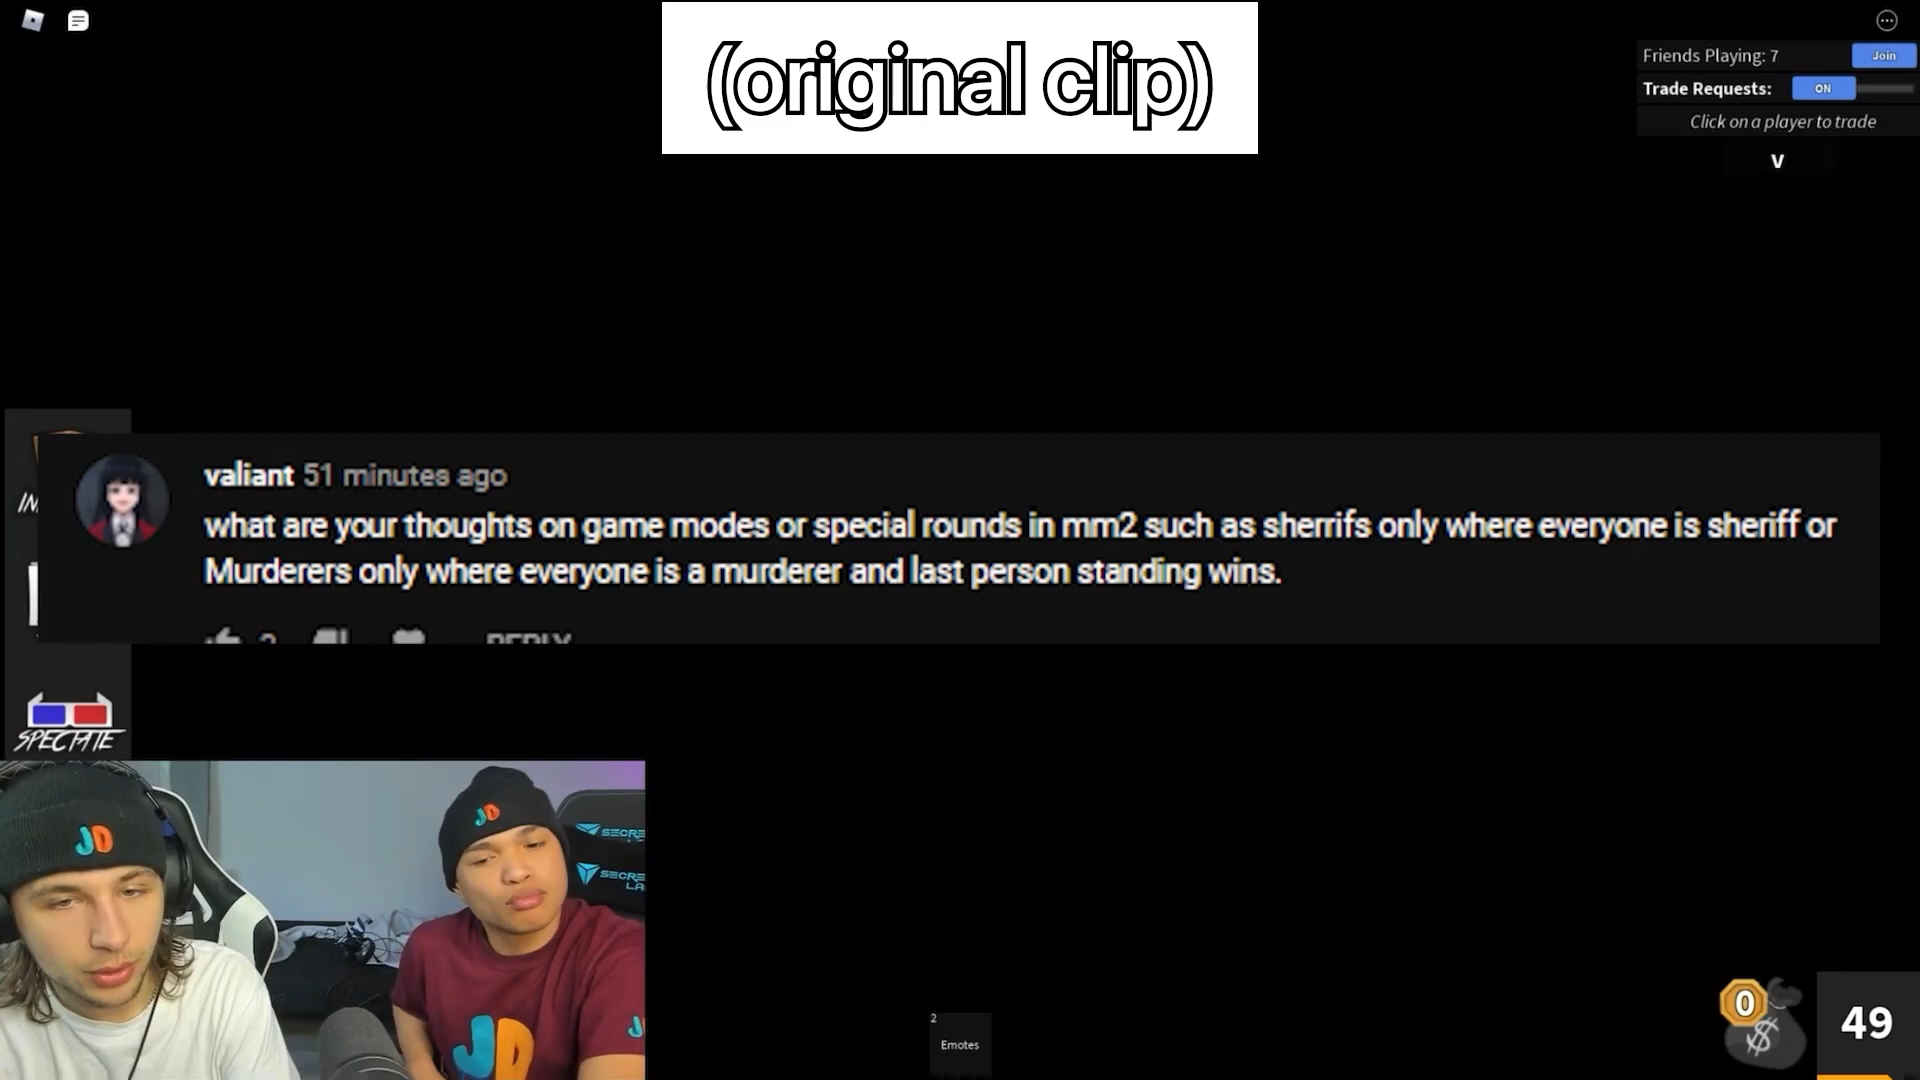 (original clip)
Friends Playing: 7
Join
Trade Requests:
ON
Click on a player to trade
V
valiant 51 minutes ago
what are your thoughts on game modes or special rounds in mm2 such as sherrifs only where everyone is sheriff or
Murderers only where everyone is a murderer and last person standing wins.
REPLY
SPECTATE
JD
JD
JD
2
Emotes
0
$
49